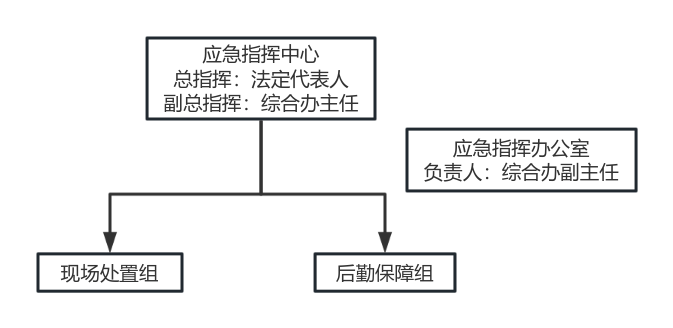 应急指挥中心
总指挥：法定代表人
副总指挥：综合办主任
应急指挥办公室
负责人：综合办副主任
现场处置组
后勤保障组